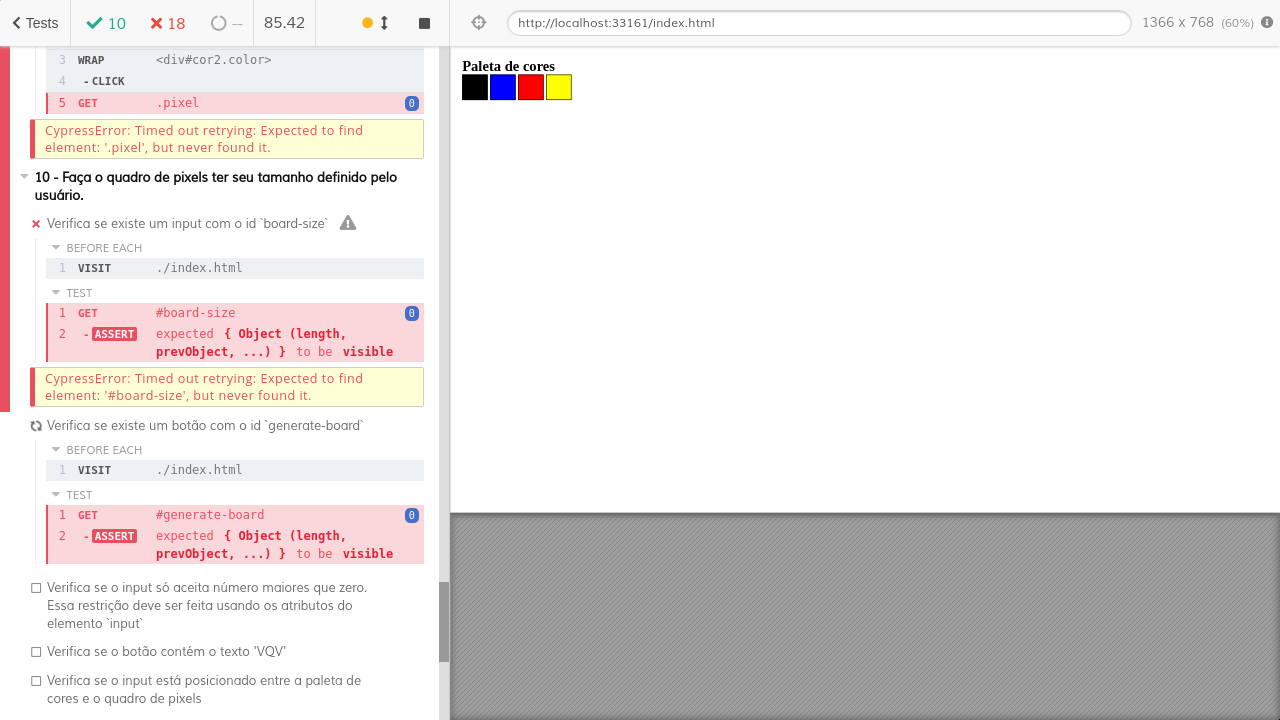 Tests 10 18 -- 85.42 http://localhost:33161/index.html 1366 x 768 (60%)
3 WRAP <div#cor2.color>
4 -CLICK
5 GET .pixel 0
CypressError: Timed out retrying: Expected to find
element: '.pixel', but never found it.
10 - Faça o quadro de pixels ter seu tamanho definido pelo
usuário.
Verifica se existe um input com o id `board-size`
BEFORE EACH
1 VISIT ./index.html
TEST
1 GET #board-size 0
2 -ASSERT expected { Object (length,
prevObject, ...) } to be visible
CypressError: Timed out retrying: Expected to find
element: '#board-size', but never found it.
Verifica se existe um botão com o id `generate-board`
BEFORE EACH
1 VISIT ./index.html
TEST
1 GET #generate-board 0
2 -ASSERT expected { Object (length,
prevObject, ...) } to be visible
Verifica se o input só aceita número maiores que zero.
Essa restrição deve ser feita usando os atributos do
elemento `input`
Verifica se o botão contém o texto 'VQV'
Verifica se o input está posicionado entre a paleta de
cores e o quadro de pixels
Paleta de cores